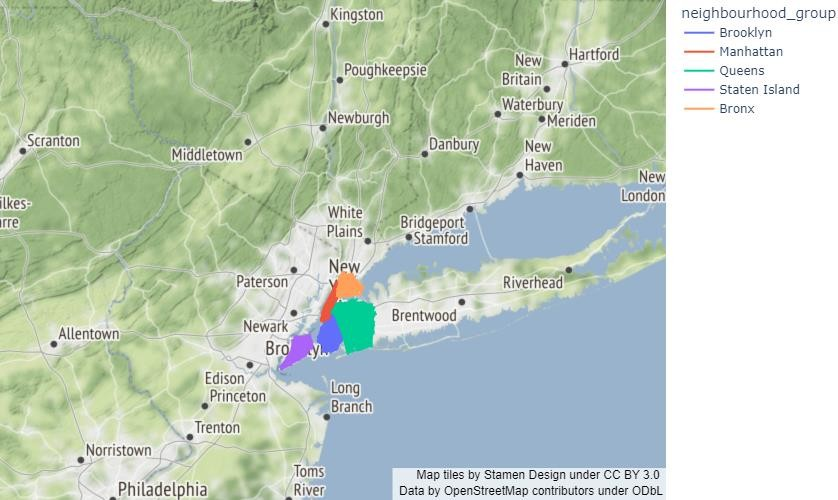 Kingston
neighbourhood_group
Brooklyn
Manhattan
Queens
Staten Island
Bronx
Hartford
New
Britain
Poughkeepsie
Waterbury
Meriden
Newburgh
Scranton
Middletown
Danbury
New
Haven
New
London
ilkes-
rre
White
Plains
Bridgeport
Stamford
New
Y
Paterson
Riverhead
Brentwood
Newark
Allentown
Brooklyn
Edison
Princeton
Long
Branch
Trenton
Norristown
Toms
River
Philadelphia
Map tiles by Stamen Design under CC BY 3.0
Data by OpenStreetMap contributors under ODbL